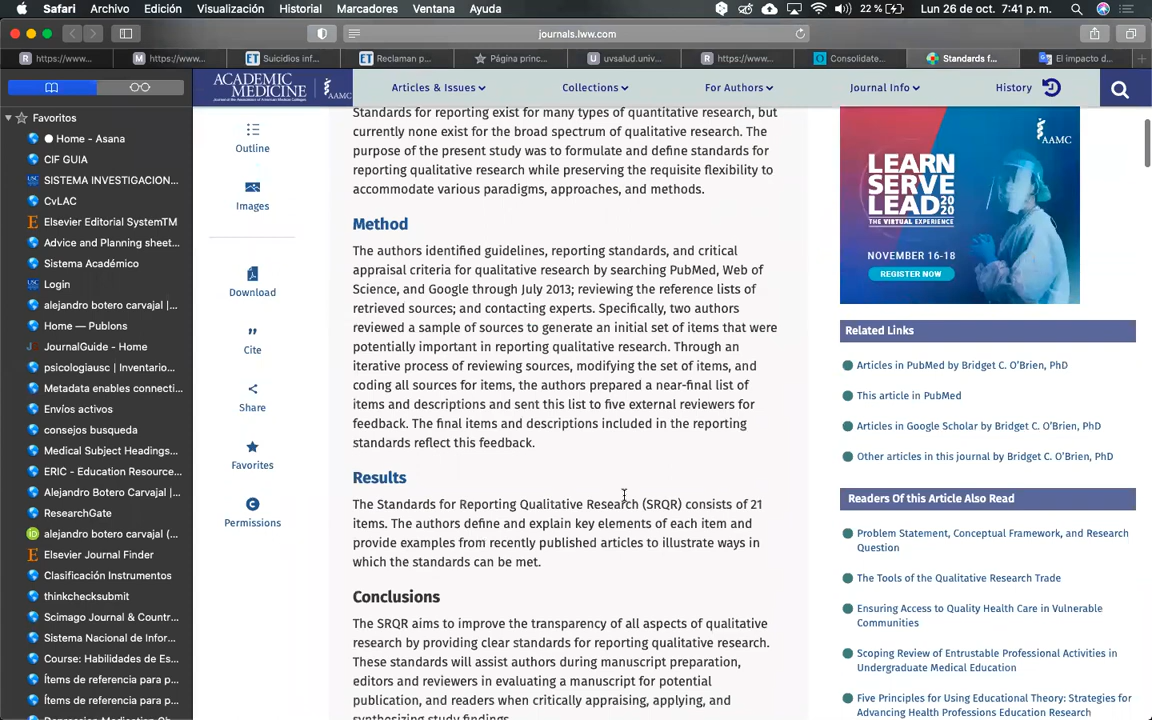 Safari Archivo Edición Visualización Historial Marcadores Ventana Ayuda 22 % Lun 26 de oct. 7:41 p. m.
journals.lww.com
R https://www... M https://www... ET Suicidios inf... ET Reclaman p... Página princ... uvsalud.univ... R https://www... Consolidate... Standards f... El impacto d...
ACADEMIC
MEDICINE
Journal of the Association of American Medical Colleges
AAMC
Articles & Issues Collections For Authors Journal Info History
Favoritos
Home - Asana
CIF GUIA
SISTEMA INVESTIGACION...
CvLAC
Elsevier Editorial SystemTM
Advice and Planning sheet...
Sistema Académico
Login
alejandro botero carvajal |...
Home — Publons
JournalGuide - Home
psicologiausc | Inventario...
Metadata enables connecti...
Envíos activos
consejos busqueda
Medical Subject Headings...
ERIC - Education Resource...
Alejandro Botero Carvajal |...
ResearchGate
alejandro botero carvajal (...
Elsevier Journal Finder
Clasificación Instrumentos
thinkchecksubmit
Scimago Journal & Countr...
Sistema Nacional de Infor...
Course: Habilidades de Es...
Ítems de referencia para p...
Ítems de referencia para p...
Outline
Images
Download
Cite
Share
Favorites
Permissions
Standards for reporting exist for many types of quantitative research, but
currently none exist for the broad spectrum of qualitative research. The
purpose of the present study was to formulate and define standards for
reporting qualitative research while preserving the requisite flexibility to
accommodate various paradigms, approaches, and methods.
Method
The authors identified guidelines, reporting standards, and critical
appraisal criteria for qualitative research by searching PubMed, Web of
Science, and Google through July 2013; reviewing the reference lists of
retrieved sources; and contacting experts. Specifically, two authors
reviewed a sample of sources to generate an initial set of items that were
potentially important in reporting qualitative research. Through an
iterative process of reviewing sources, modifying the set of items, and
coding all sources for items, the authors prepared a near-final list of
items and descriptions and sent this list to five external reviewers for
feedback. The final items and descriptions included in the reporting
standards reflect this feedback.
Results
The Standards for Reporting Qualitative Research (SRQR) consists of 21
items. The authors define and explain key elements of each item and
provide examples from recently published articles to illustrate ways in
which the standards can be met.
Conclusions
The SRQR aims to improve the transparency of all aspects of qualitative
research by providing clear standards for reporting qualitative research.
These standards will assist authors during manuscript preparation,
editors and reviewers in evaluating a manuscript for potential
publication, and readers when critically appraising, applying, and
synthesizing study findings.
AAMC
LEARN
SERVE
LEAD 2020
THE VIRTUAL EXPERIENCE
NOVEMBER 16-18
REGISTER NOW
Related Links
Articles in PubMed by Bridget C. O'Brien, PhD
This article in PubMed
Articles in Google Scholar by Bridget C. O'Brien, PhD
Other articles in this journal by Bridget C. O'Brien, PhD
Readers Of this Article Also Read
Problem Statement, Conceptual Framework, and Research
Question
The Tools of the Qualitative Research Trade
Ensuring Access to Quality Health Care in Vulnerable
Communities
Scoping Review of Entrustable Professional Activities in
Undergraduate Medical Education
Five Principles for Using Educational Theory: Strategies for
Advancing Health Professions Education Research